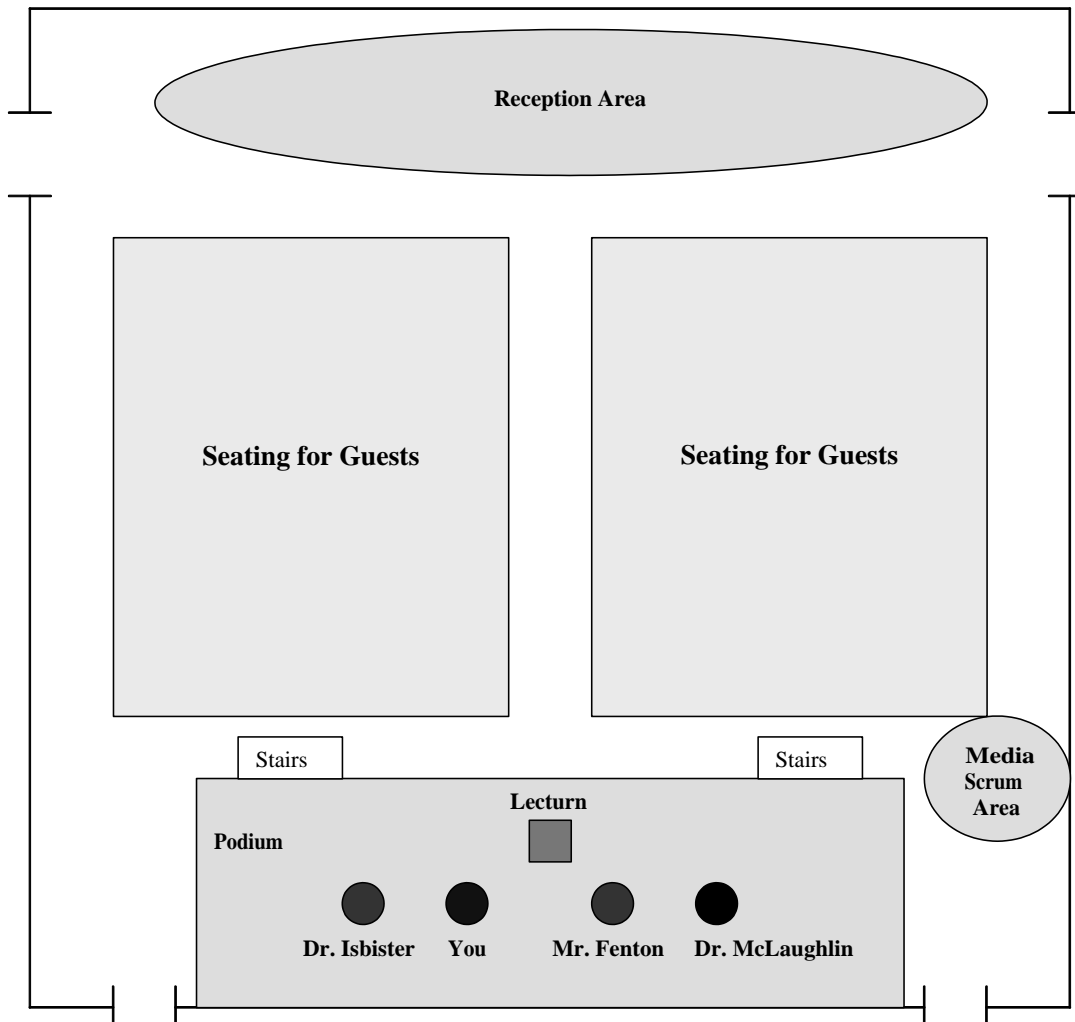 Reception Area
Seating for Guests
Seating for Guests
Stairs
Stairs
Media
Scrum
Area
Lecturn
Podium
Dr. Isbister
You
Mr. Fenton
Dr. McLaughlin